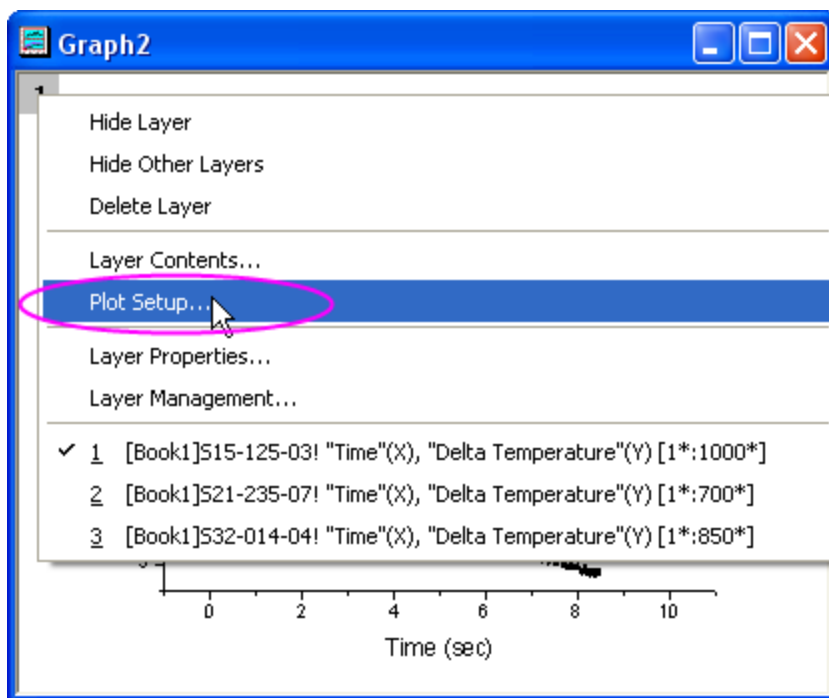 Graph2
1
Hide Layer
Hide Other Layers
Delete Layer
Layer Contents...
Plot Setup...
Layer Properties...
Layer Management...
1 [Book1]S15-125-03! "Time"(X), "Delta Temperature"(Y) [1*:1000*]
2 [Book1]S21-235-07! "Time"(X), "Delta Temperature"(Y) [1*:700*]
3 [Book1]S32-014-04! "Time"(X), "Delta Temperature"(Y) [1*:850*]
0 2 4 6 8 10
Time (sec)